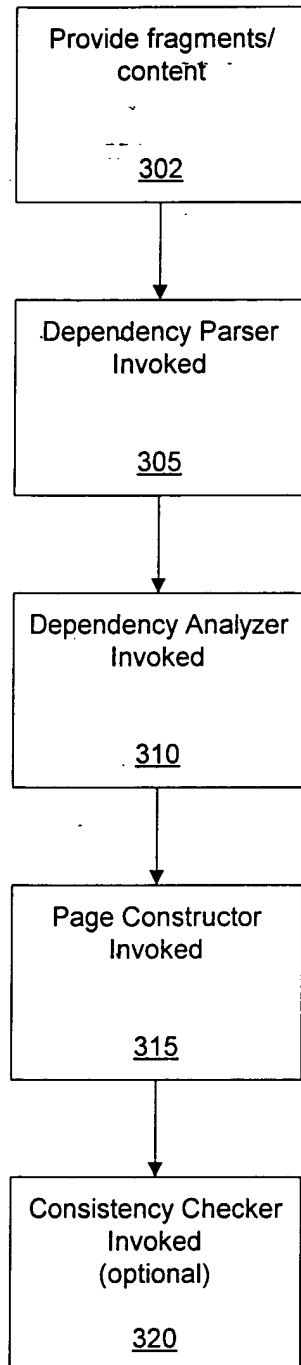 Provide fragments/
content
302
Dependency Parser
Invoked
305
Dependency Analyzer
Invoked
310
Page Constructor
Invoked
315
Consistency Checker
Invoked
(optional)
320